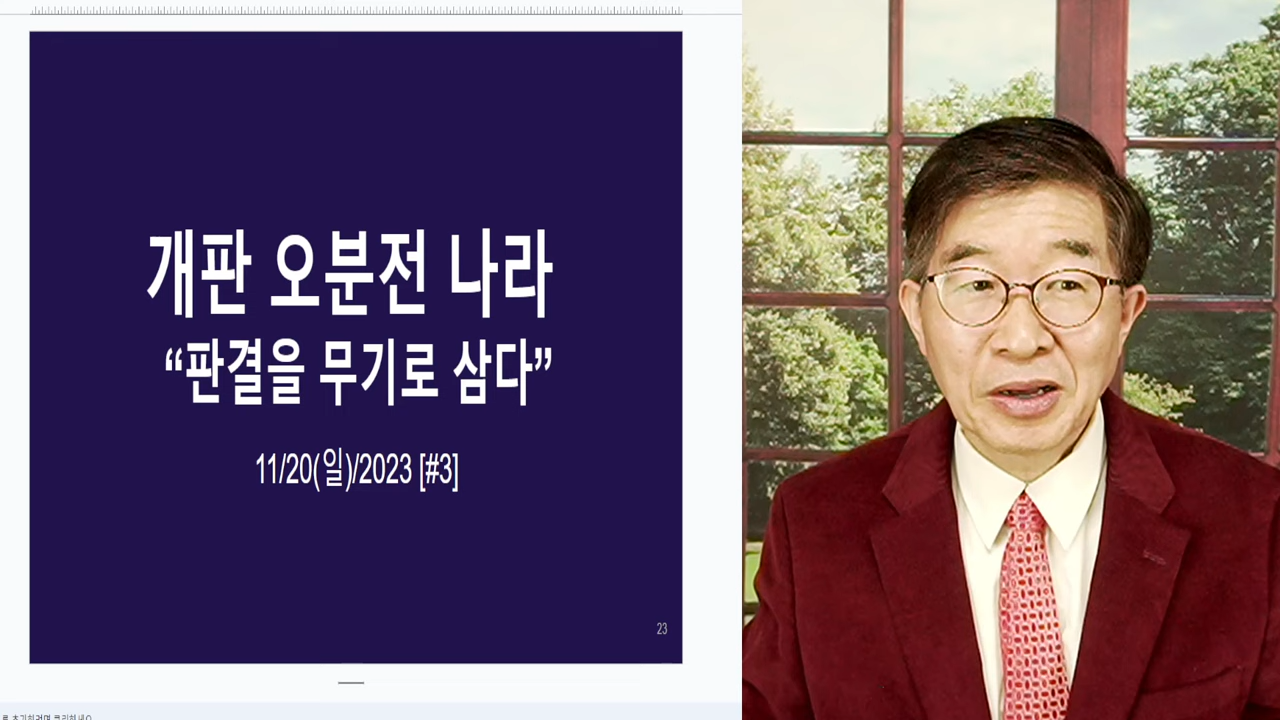 개판 오분전 나라
“판결을 무기로 삼다”
11/20(일)/2023 [#3]
23